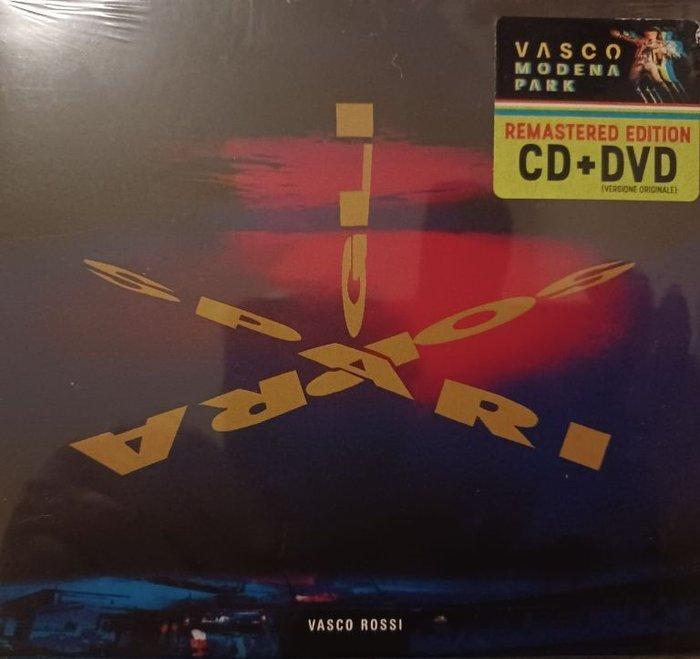 VASCO
MODENA
PARK
REMASTERED EDITION
CD+DVD
(VERSIONE ORIGINALE)
GLI
SPARI
SOPRA
VASCO ROSSI